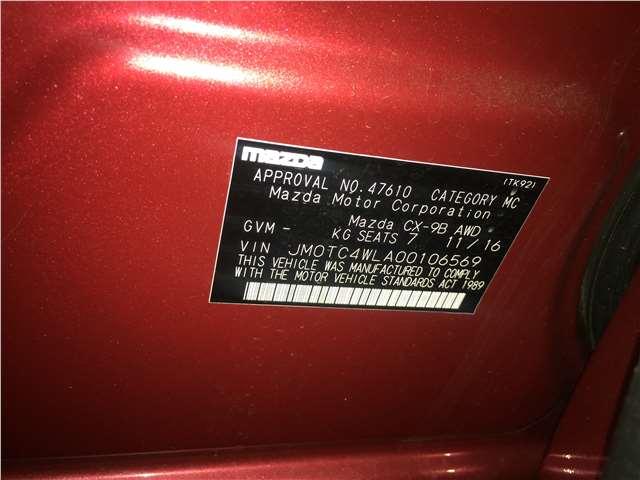 mazda
(TK92)
APPROVAL NO. 47610 CATEGORY MC
Mazda Motor Corporation
Mazda CX-9B AWD
GVM - KG SEATS 7 11/16
VIN JM0TC4WLA00106569
THIS VEHICLE WAS MANUFACTURED TO COMPLY
WITH THE MOTOR VEHICLE STANDARDS ACT 1989